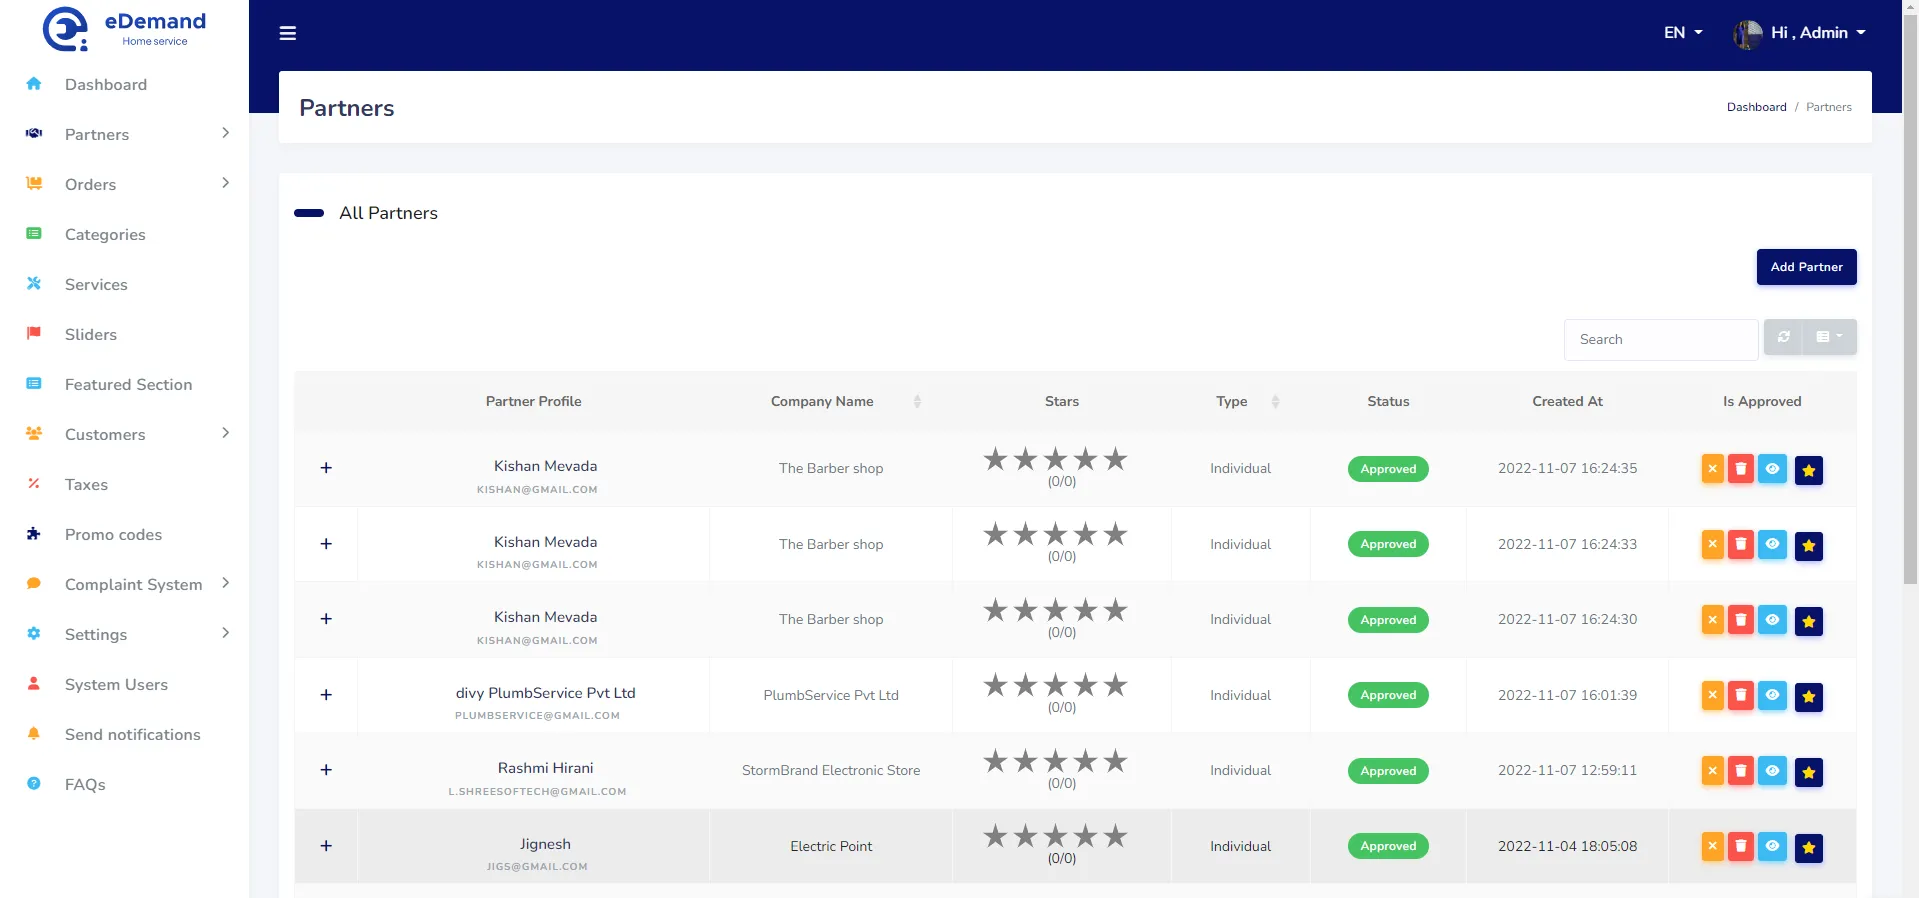 eDemand
Home service
EN
Hi , Admin
Dashboard
Partners
Orders
Categories
Services
Sliders
Featured Section
Customers
Taxes
Promo codes
Complaint System
Settings
System Users
Send notifications
FAQs
Partners
Dashboard / Partners
All Partners
Add Partner
Search
Partner Profile Company Name Stars Type Status Created At Is Approved
Kishan Mevada
KISHAN@GMAIL.COM
The Barber shop (0/0) Individual Approved 2022-11-07 16:24:35
Kishan Mevada
KISHAN@GMAIL.COM
The Barber shop (0/0) Individual Approved 2022-11-07 16:24:33
Kishan Mevada
KISHAN@GMAIL.COM
The Barber shop (0/0) Individual Approved 2022-11-07 16:24:30
divy PlumbService Pvt Ltd
PLUMBSERVICE@GMAIL.COM
PlumbService Pvt Ltd (0/0) Individual Approved 2022-11-07 16:01:39
Rashmi Hirani
L.SHREESOFTECH@GMAIL.COM
StormBrand Electronic Store (0/0) Individual Approved 2022-11-07 12:59:11
Jignesh
JIGS@GMAIL.COM
Electric Point (0/0) Individual Approved 2022-11-04 18:05:08